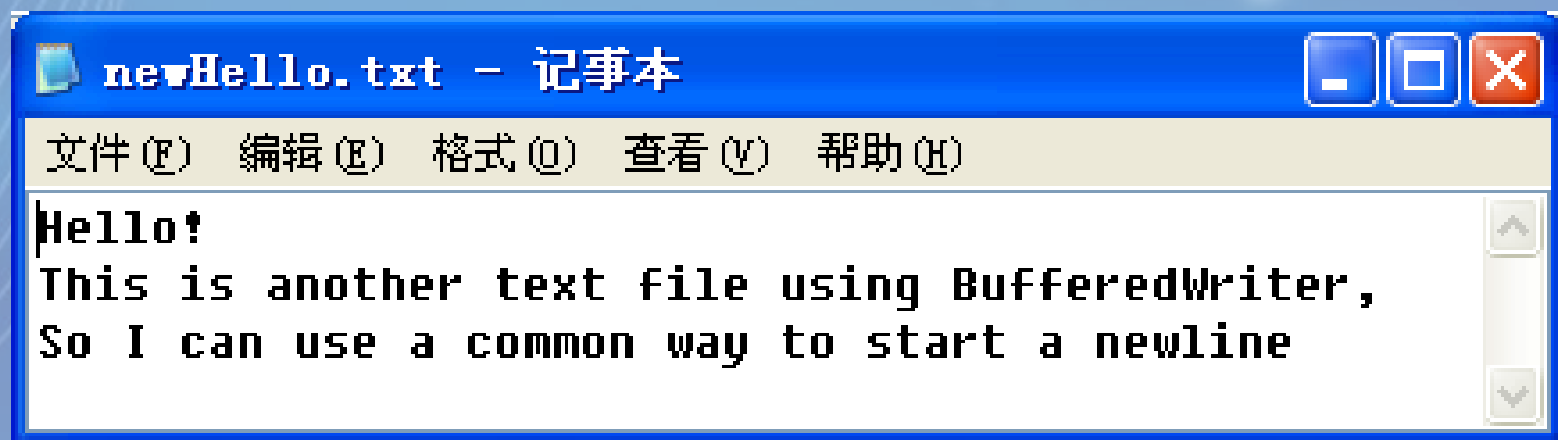 newHello.txt - 记事本
文件(F) 编辑(E) 格式(O) 查看(V) 帮助(H)
Hello!
This is another text file using BufferedWriter,
So I can use a common way to start a newline